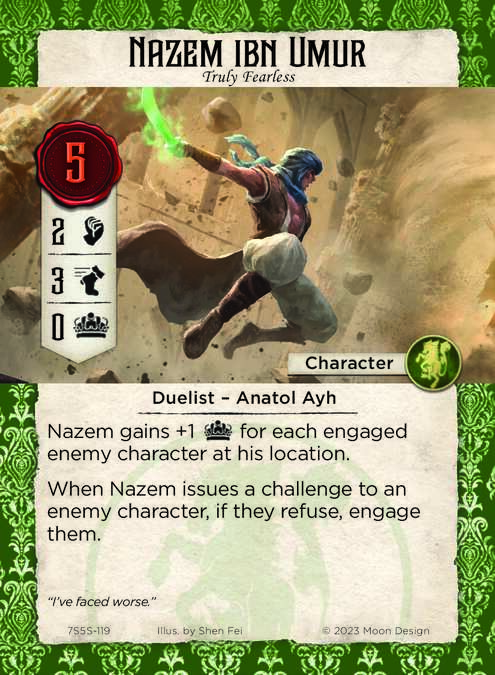 Nazem ibn Umur
Truly Fearless
5
2
3
0
Character
Duelist – Anatol Ayh
Nazem gains +1 for each engaged
enemy character at his location.
When Nazem issues a challenge to an
enemy character, if they refuse, engage
them.
“I’ve faced worse.”
7S5S-119 Illus. by Shen Fei © 2023 Moon Design